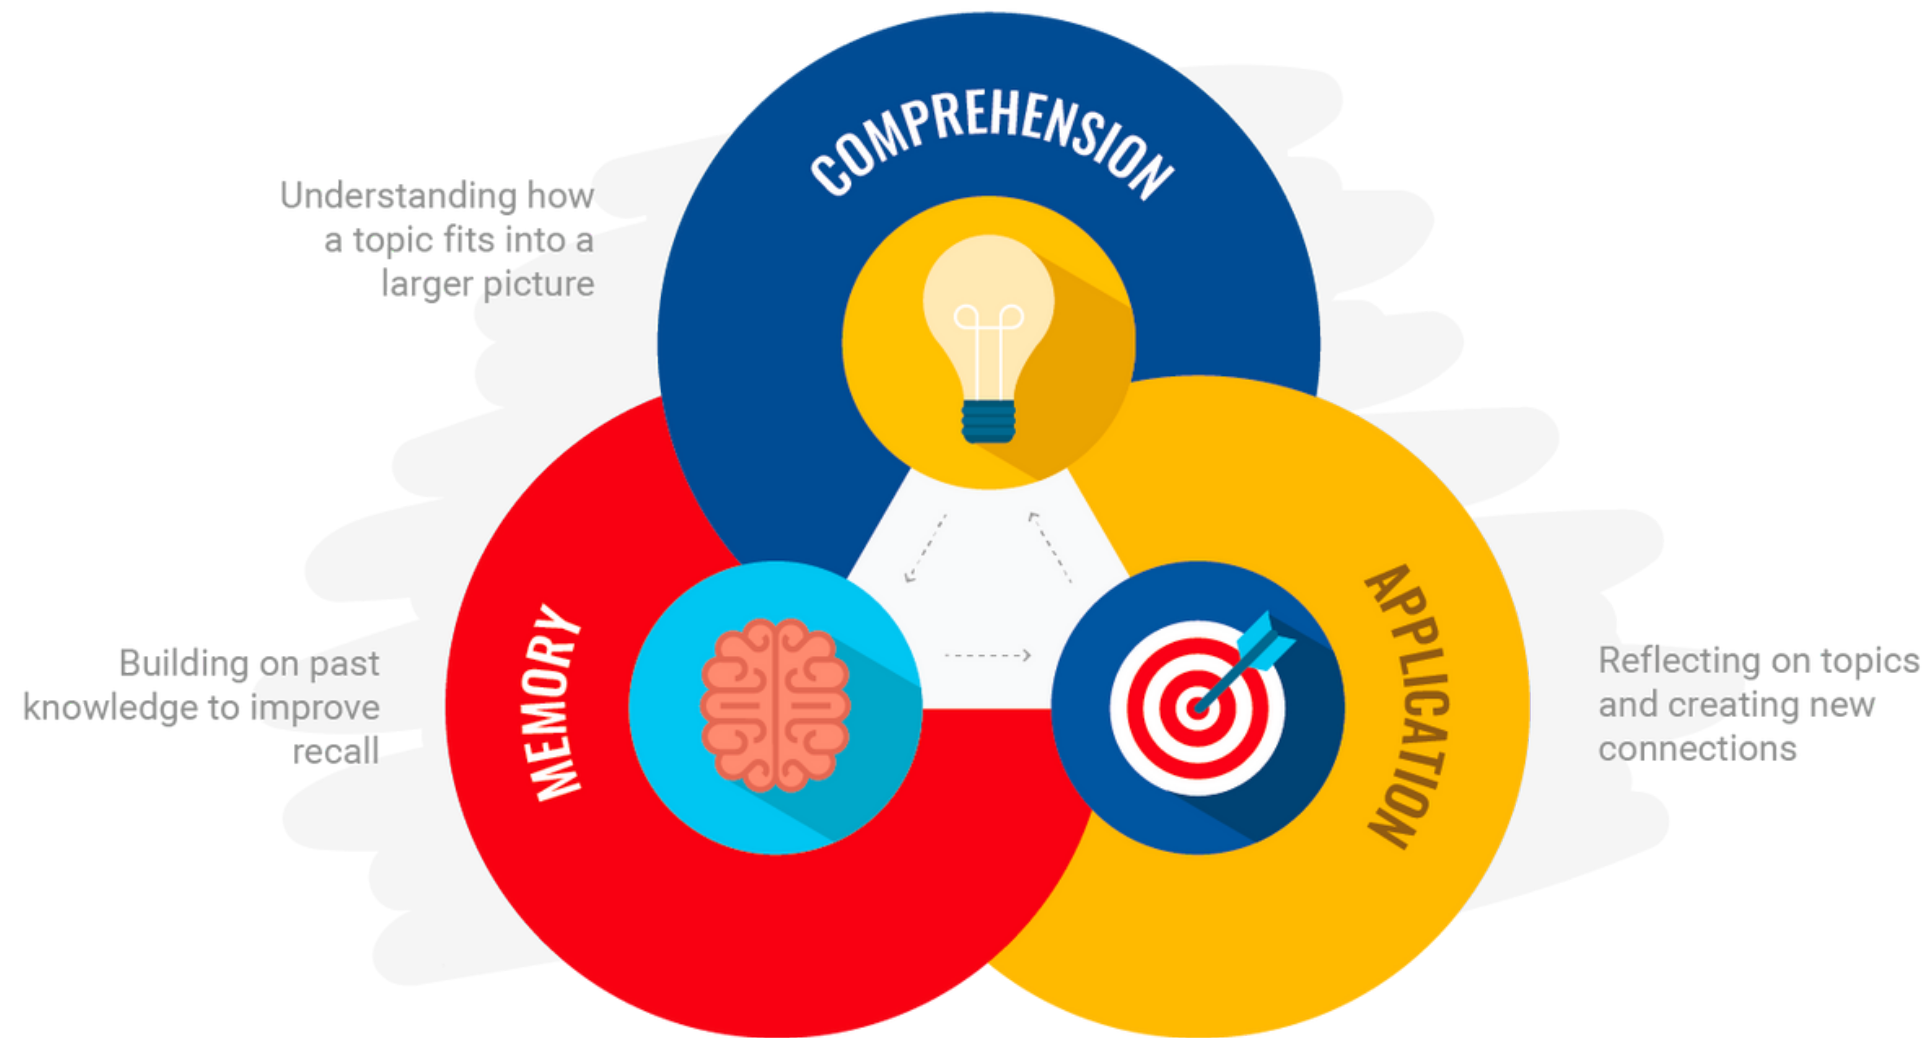 COMPREHENSION
Understanding how
a topic fits into a
larger picture
MEMORY
Building on past
knowledge to improve
recall
APPLICATION
Reflecting on topics
and creating new
connections